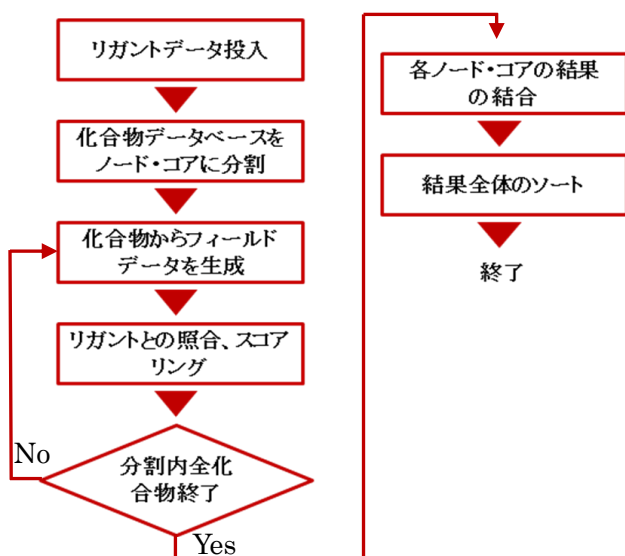 リガントデータ投入
化合物データベースを
ノード・コアに分割
化合物からフィールド
データを生成
リガントとの照合、スコア
リング
分割内全化
合物終了
No
Yes
各ノード・コアの結果
の結合
結果全体のソート
終了